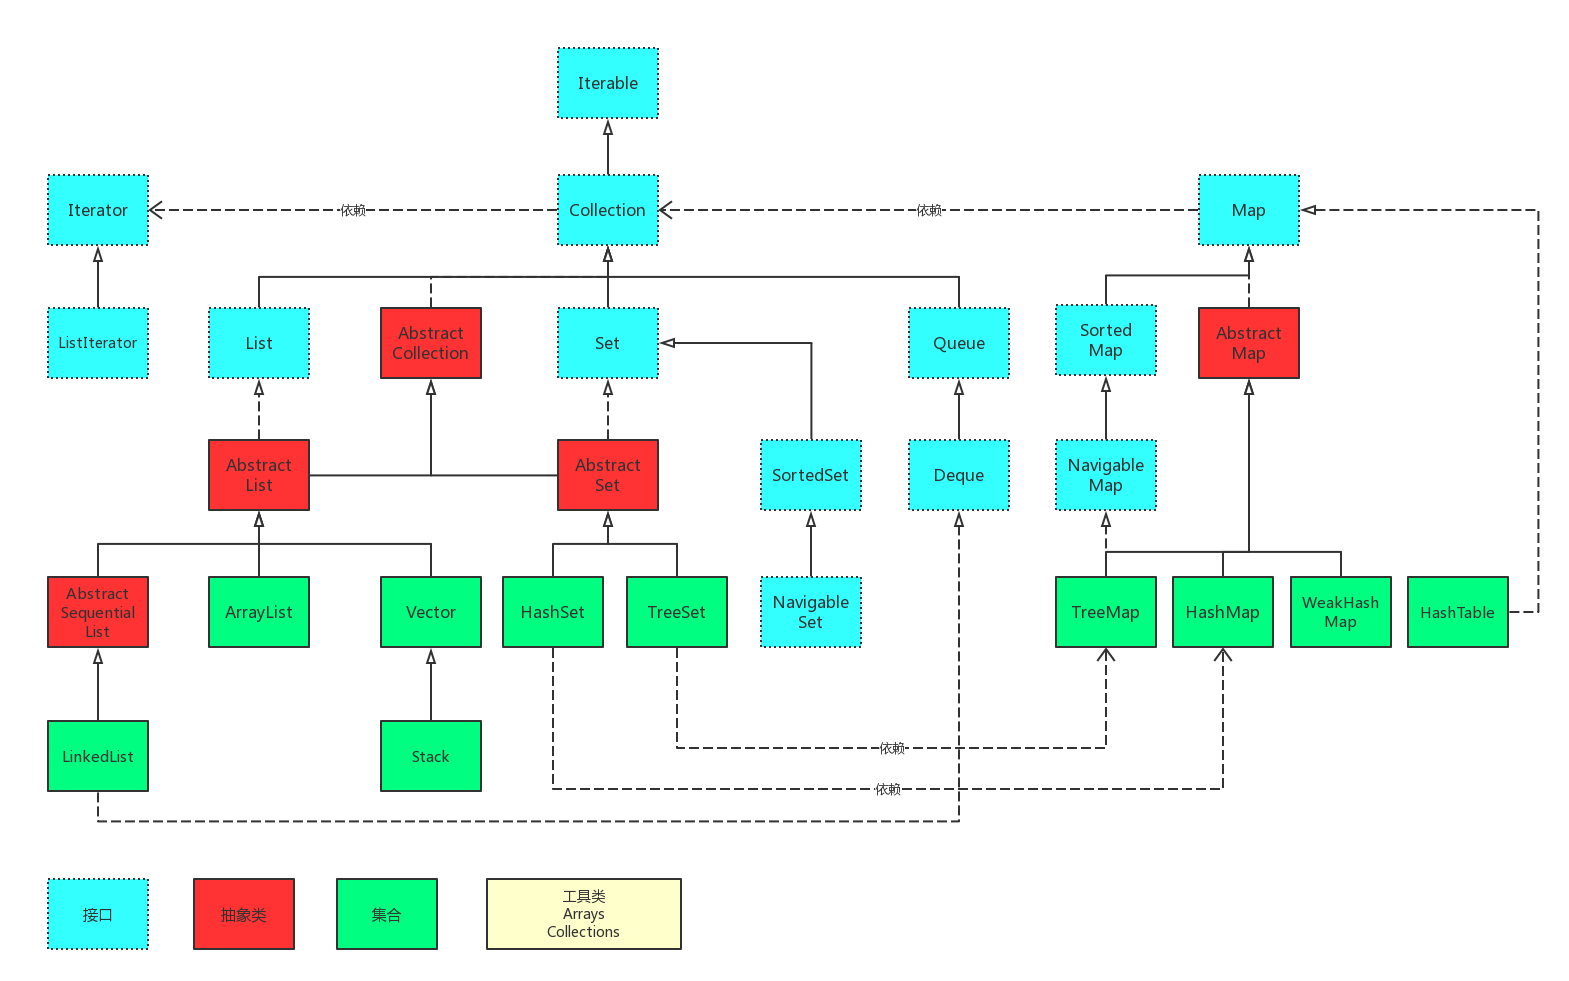 Iterable
Iterator
依赖
Collection
依赖
Map
ListIterator
List
Abstract
Collection
Set
Queue
Sorted
Map
Abstract
Map
Abstract
List
Abstract
Set
SortedSet
Deque
Navigable
Map
Abstract
Sequential
List
ArrayList
Vector
HashSet
TreeSet
Navigable
Set
TreeMap
HashMap
WeakHash
Map
HashTable
LinkedList
Stack
依赖
依赖
接口
抽象类
集合
工具类
Arrays
Collections